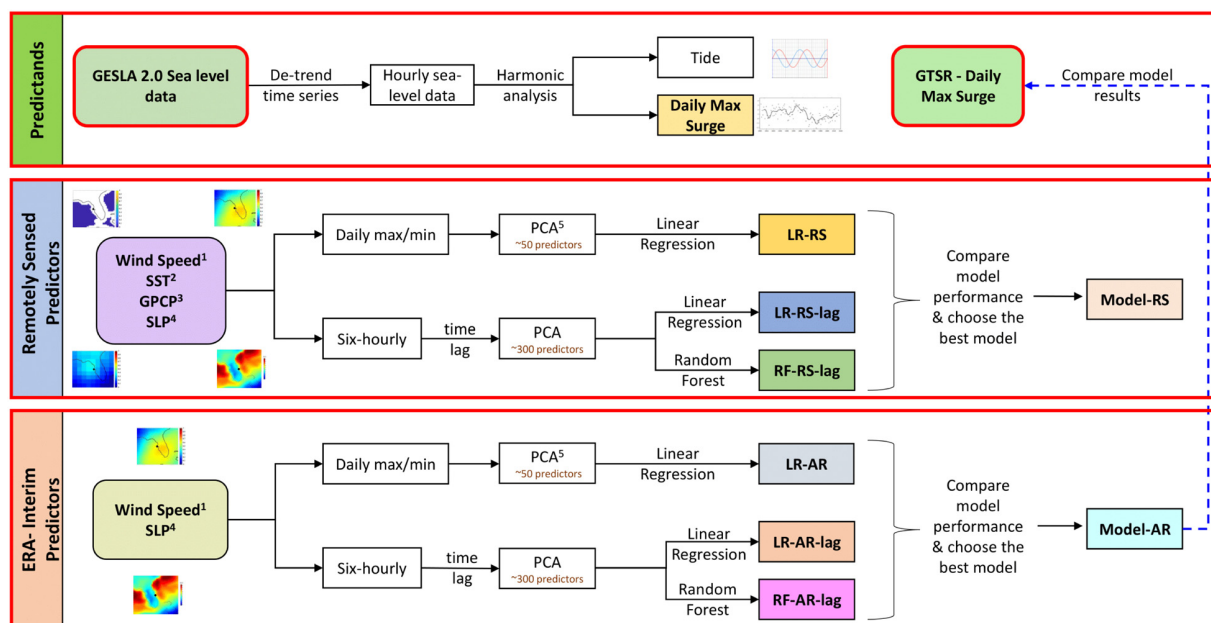 Predictands
GESLA 2.0 Sea level
data
De-trend
time series
Hourly sea-
level data
Harmonic
analysis
Tide
Daily Max
Surge
GTSR - Daily
Max Surge
Compare model
results
Remotely Sensed
Predictors
Wind Speed¹
SST²
GPCP³
SLP⁴
Daily max/min
PCA⁵
~50 predictors
Linear
Regression
LR-RS
Six-hourly
time
lag
PCA
~300 predictors
Linear
Regression
LR-RS-lag
Random
Forest
RF-RS-lag
Compare
model
performance
& choose the
best model
Model-RS
ERA- Interim
Predictors
Wind Speed¹
SLP⁴
Daily max/min
PCA⁵
~50 predictors
Linear
Regression
LR-AR
Six-hourly
time
lag
PCA
~300 predictors
Linear
Regression
LR-AR-lag
Random
Forest
RF-AR-lag
Compare
model
performance
& choose the
best model
Model-AR